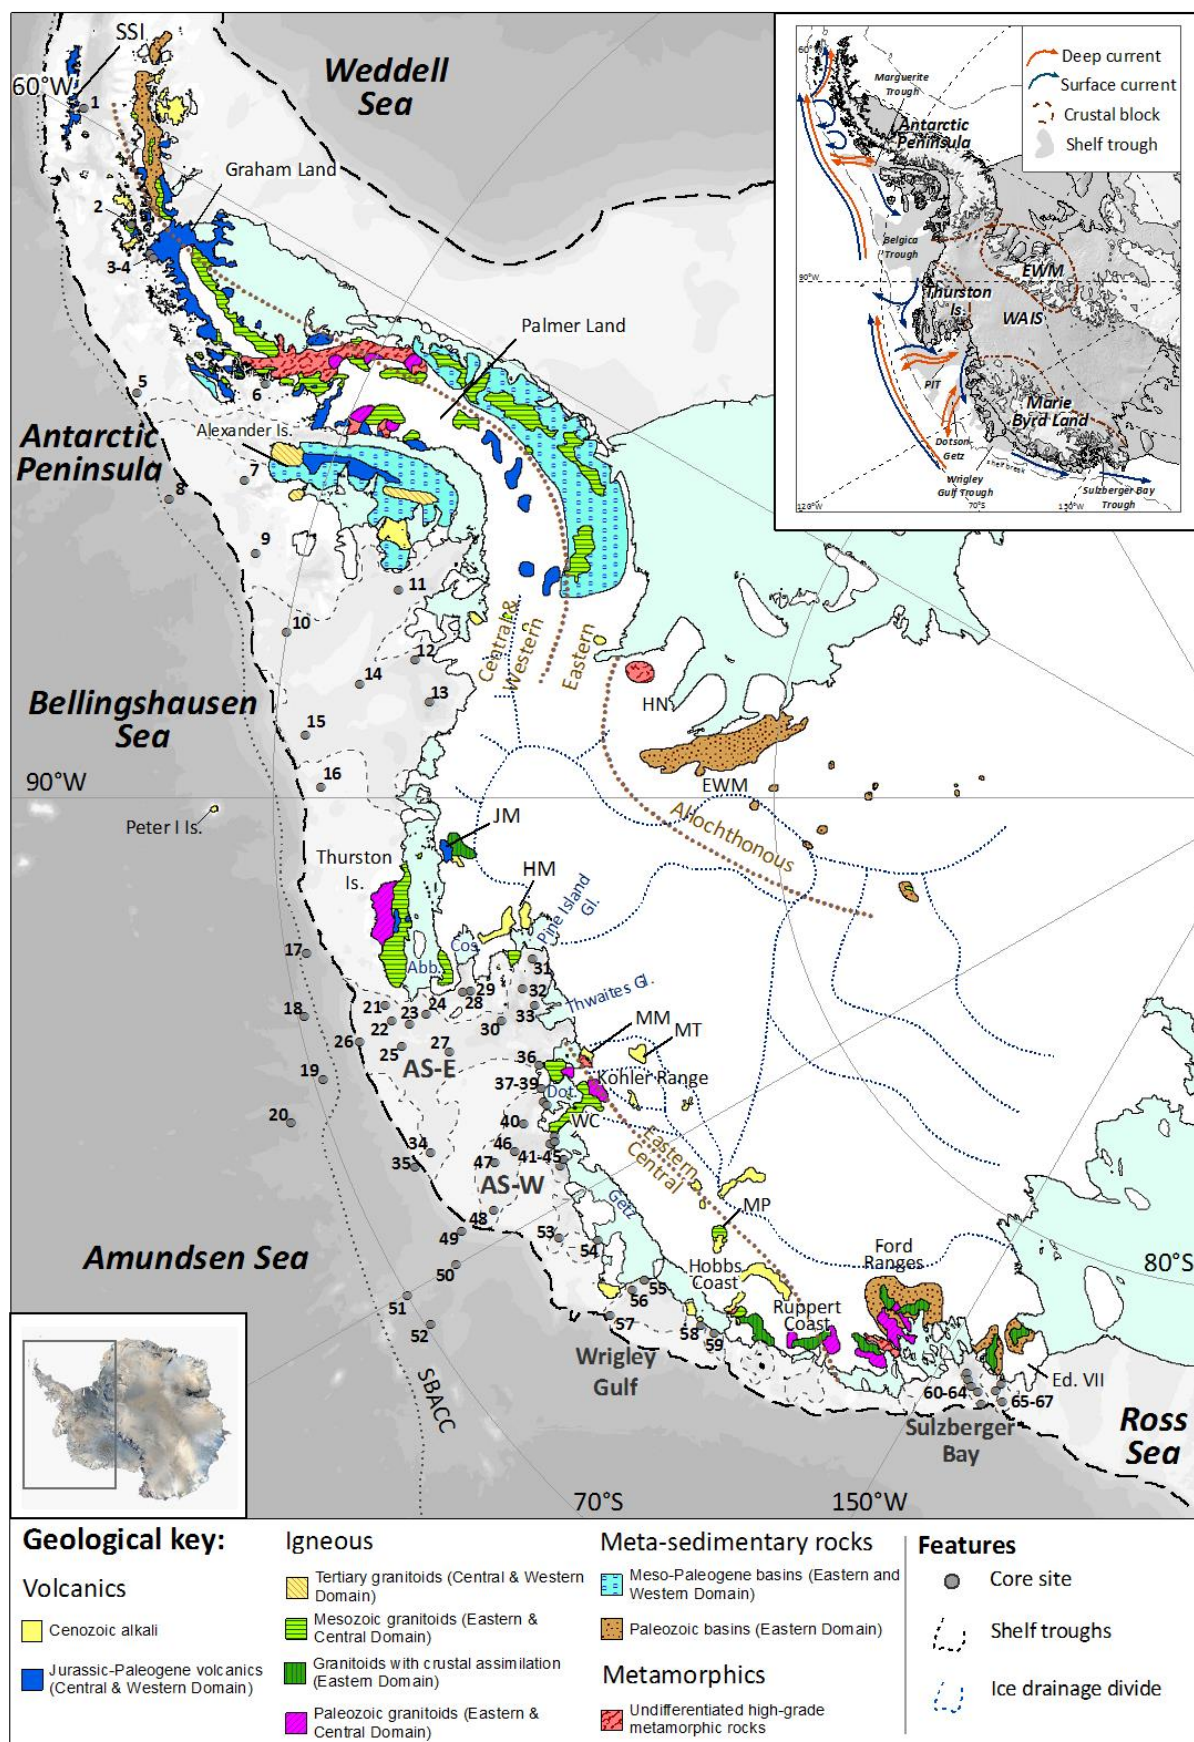 SSI
60°W
1
Weddell
Sea
Graham Land
2
3-4
Palmer Land
5
6
Alexander Is.
Antarctic
Peninsula
7
8
9
10
11
12
13
14
15
16
Central &
Western
Eastern
HN
EWM
Allochthonous
Bellingshausen
Sea
90°W
Peter I Is.
JM
Thurston
Is.
HM
Pine Island
Gl.
Cos.
Abb.
17
18
19
20
21
22
23
24
25
26
27
28
29
30
31
32
33
Thwaites Gl.
MM
MT
AS-E
36
37-39
Dot.
Kohler Range
WC
40
34
35
46
47
41-45
AS-W
Eastern
Central
Getz
MP
48
49
50
51
52
53
54
55
56
57
58
59
Amundsen Sea
Hobbs
Coast
Ruppert
Coast
Ford
Ranges
80°S
Wrigley
Gulf
SBACC
60-64
65-67
Ed. VII
Sulzberger
Bay
Ross
Sea
70°S
150°W
60°W
Marguerite
Trough
Antarctic
Peninsula
Deep current
Surface current
Crustal block
Shelf trough
Belgica
Trough
90°W
EWM
Thurston
Is.
WAIS
PIT
Marie
Byrd Land
Dotson-
Getz
shelf break
Wrigley
Gulf Trough
Sulzberger Bay
Trough
120°W
70°S
150°W
Geological key:
Volcanics
Cenozoic alkali
Jurassic-Paleogene volcanics
(Central & Western Domain)
Igneous
Tertiary granitoids (Central & Western
Domain)
Mesozoic granitoids (Eastern &
Central Domain)
Granitoids with crustal assimilation
(Eastern Domain)
Paleozoic granitoids (Eastern &
Central Domain)
Meta-sedimentary rocks
Meso-Paleogene basins (Eastern and
Western Domain)
Paleozoic basins (Eastern Domain)
Metamorphics
Undifferentiated high-grade
metamorphic rocks
Features
Core site
Shelf troughs
Ice drainage divide